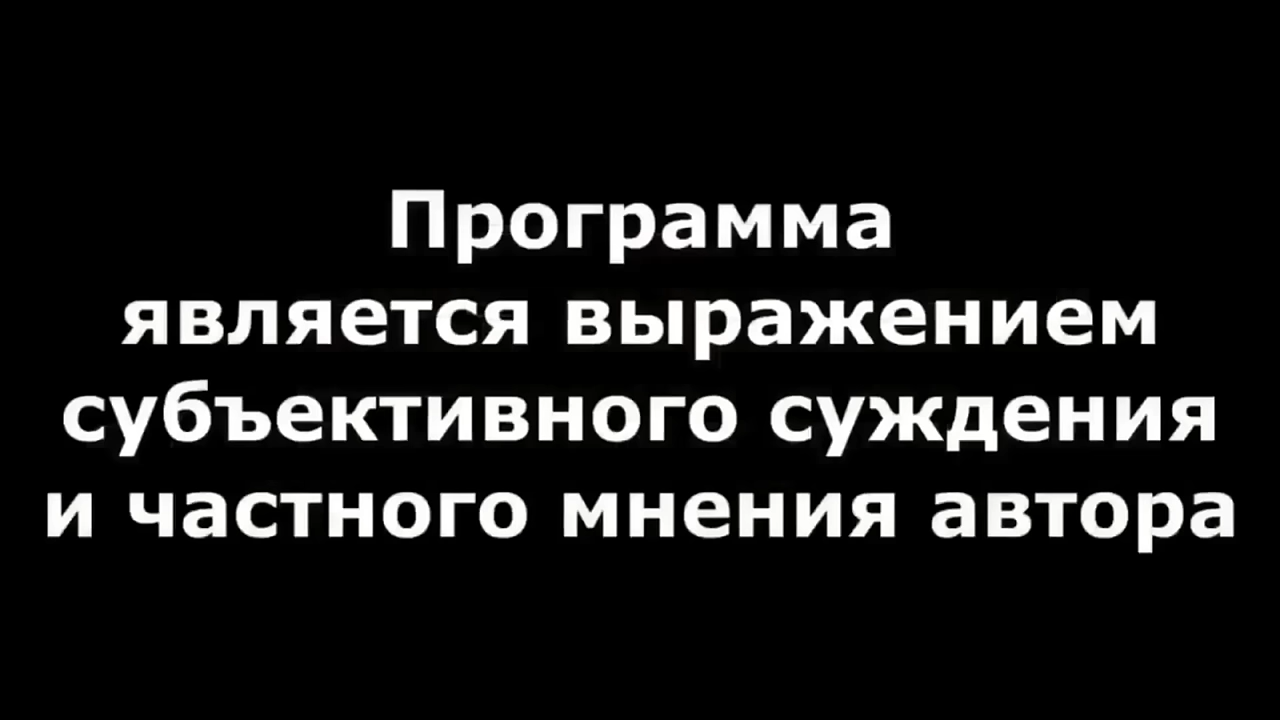 Программа
является выражением
субъективного суждения
и частного мнения автора